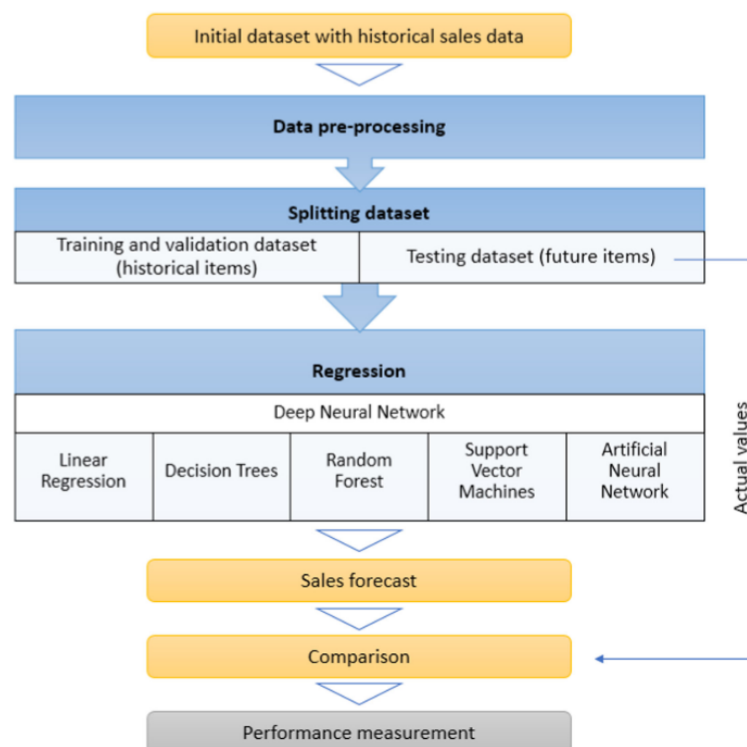 Initial dataset with historical sales data
Data pre-processing
Splitting dataset
Training and validation dataset
(historical items)
Testing dataset (future items)
Regression
Deep Neural Network
Linear
Regression
Decision Trees
Random
Forest
Support
Vector
Machines
Artificial
Neural
Network
Actual values
Sales forecast
Comparison
Performance measurement